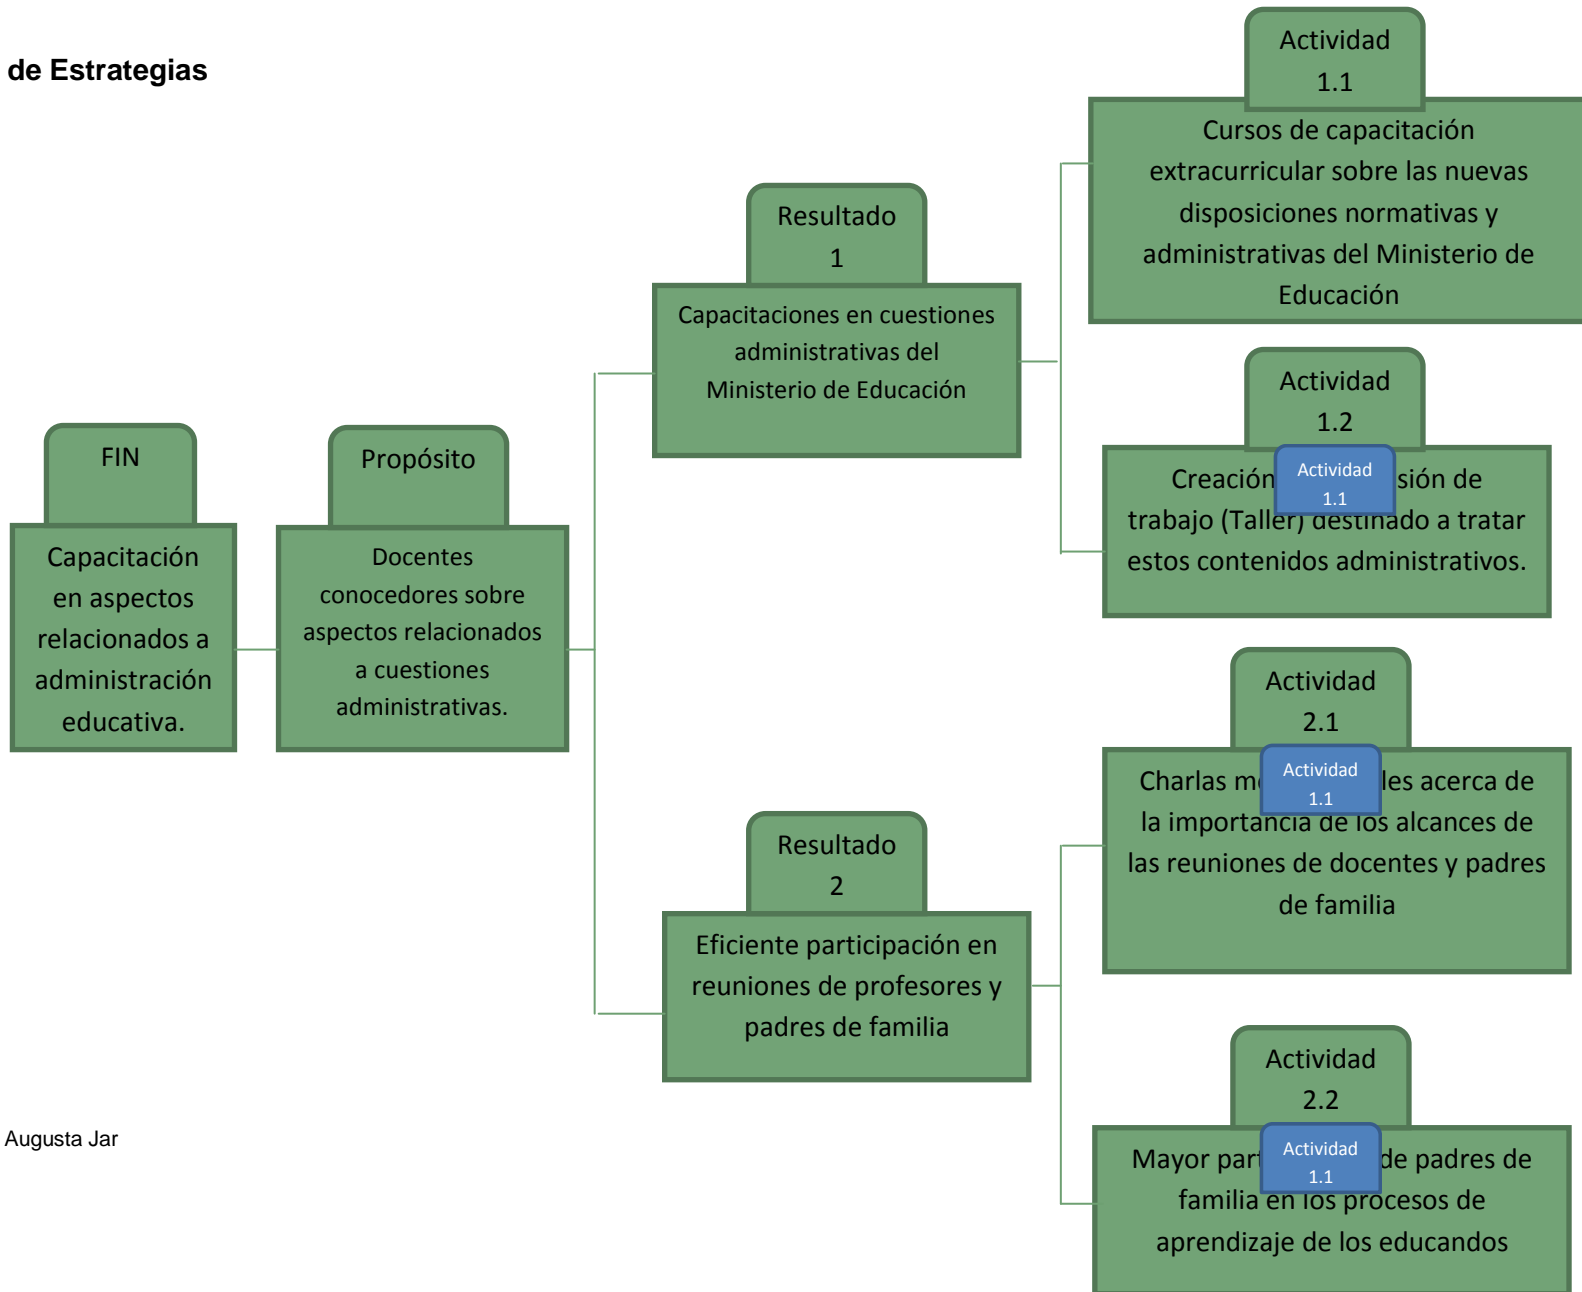 de Estrategias
FIN
Capacitación
en aspectos
relacionados a
administración
educativa.
Propósito
Docentes
conocedores sobre
aspectos relacionados
a cuestiones
administrativas.
Resultado
1
Capacitaciones en cuestiones
administrativas del
Ministerio de Educación
Actividad
1.1
Cursos de capacitación
extracurricular sobre las nuevas
disposiciones normativas y
administrativas del Ministerio de
Educación
Actividad
1.2
Actividad
1.1
Creación sión de
trabajo (Taller) destinado a tratar
estos contenidos administrativos.
Resultado
2
Eficiente participación en
reuniones de profesores y
padres de familia
Actividad
2.1
Actividad
1.1
Charlas les acerca de
la importancia de los alcances de
las reuniones de docentes y padres
de familia
Actividad
2.2
Actividad
1.1
Mayor part de padres de
familia en los procesos de
aprendizaje de los educandos
Augusta Jar